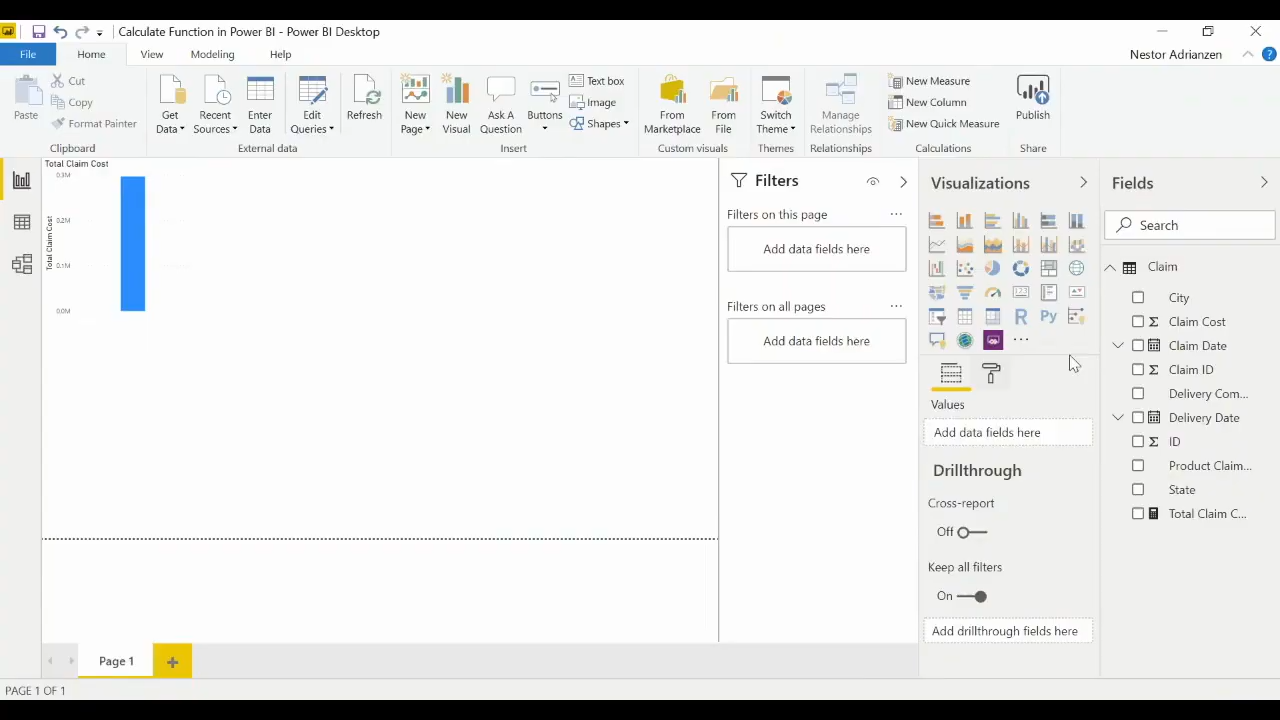 Calculate Function in Power BI - Power BI Desktop
File
Home
View
Modeling
Help
Nestor Adrianzen
?
Paste
Cut
Copy
Format Painter
Clipboard
Get
Data
Recent
Sources
Enter
Data
Edit
Queries
Refresh
External data
New
Page
New
Visual
Ask A
Question
Buttons
Text box
Image
Shapes
Insert
From
Marketplace
From
File
Custom visuals
Switch
Theme
Themes
Manage
Relationships
Relationships
New Measure
New Column
New Quick Measure
Calculations
Publish
Share
Total Claim Cost
0.3M
0.2M
0.1M
0.0M
Total Claim Cost
Filters
Filters on this page
...
Add data fields here
Filters on all pages
...
Add data fields here
Visualizations
123
R
Py
...
Values
Add data fields here
Drillthrough
Cross-report
Off
Keep all filters
On
Add drillthrough fields here
Fields
Search
Claim
City
Σ Claim Cost
Claim Date
Σ Claim ID
Delivery Com...
Delivery Date
Σ ID
Product Claim...
State
Total Claim C...
Page 1
+
PAGE 1 OF 1